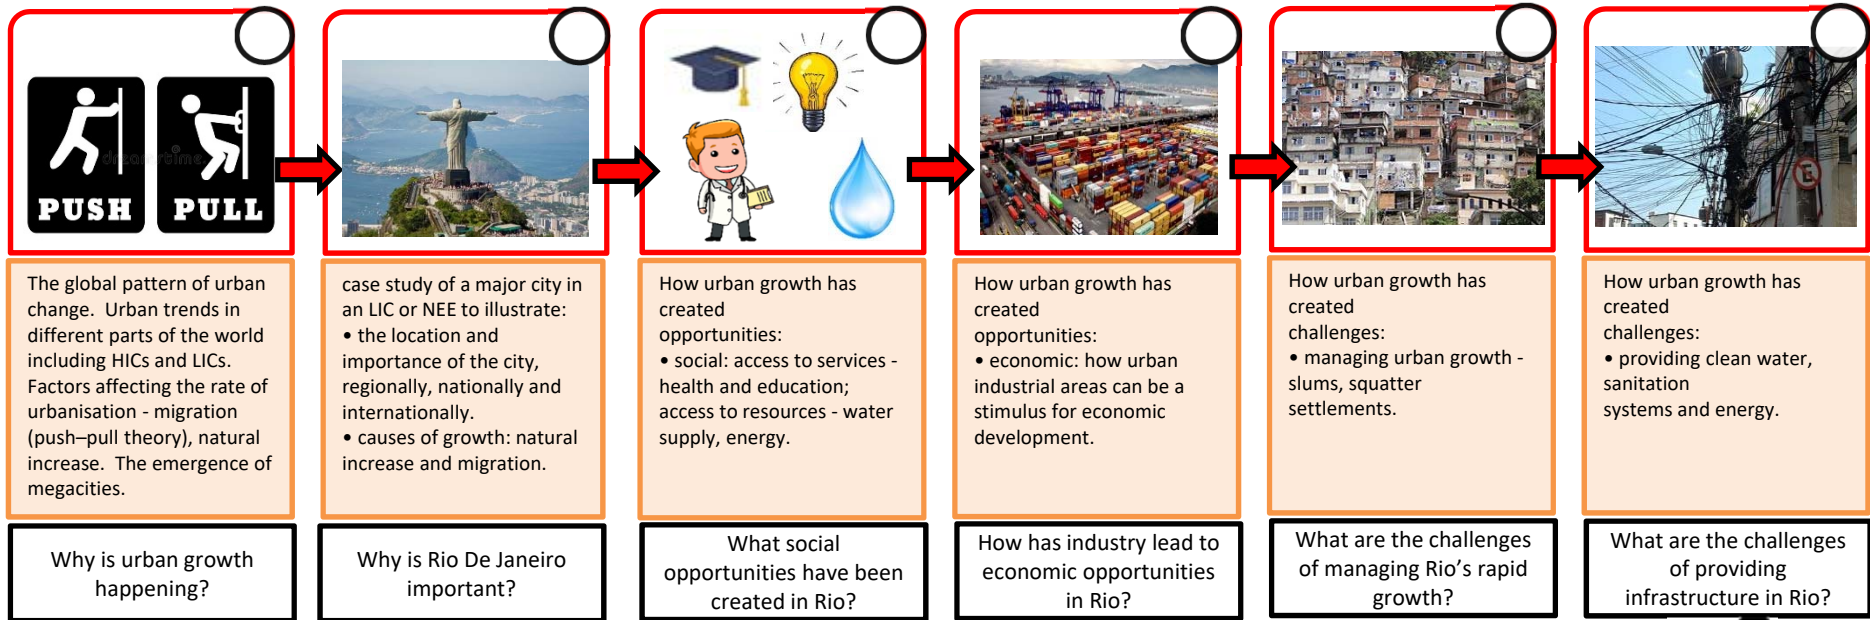 PUSH
PULL
dreamstime.
The global pattern of urban
change.  Urban trends in
different parts of the world
including HICs and LICs.
Factors affecting the rate of
urbanisation - migration
(push–pull theory), natural
increase.  The emergence of
megacities.
Why is urban growth
happening?
case study of a major city in
an LIC or NEE to illustrate:
• the location and
importance of the city,
regionally, nationally and
internationally.
• causes of growth: natural
increase and migration.
Why is Rio De Janeiro
important?
How urban growth has
created
opportunities:
• social: access to services -
health and education;
access to resources - water
supply, energy.
What social
opportunities have been
created in Rio?
How urban growth has
created
opportunities:
• economic: how urban
industrial areas can be a
stimulus for economic
development.
How has industry lead to
economic opportunities
in Rio?
How urban growth has
created
challenges:
• managing urban growth -
slums, squatter
settlements.
What are the challenges
of managing Rio’s rapid
growth?
E
How urban growth has
created
challenges:
• providing clean water,
sanitation
systems and energy.
What are the challenges
of providing
infrastructure in Rio?